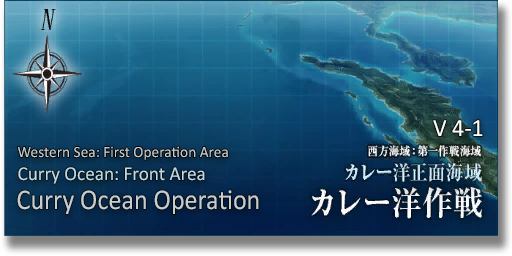 N
V 4-1
Western Sea: First Operation Area
西方海域：第一作戦海域
Curry Ocean: Front Area
カレー洋正面海域
Curry Ocean Operation
カレー洋作戦